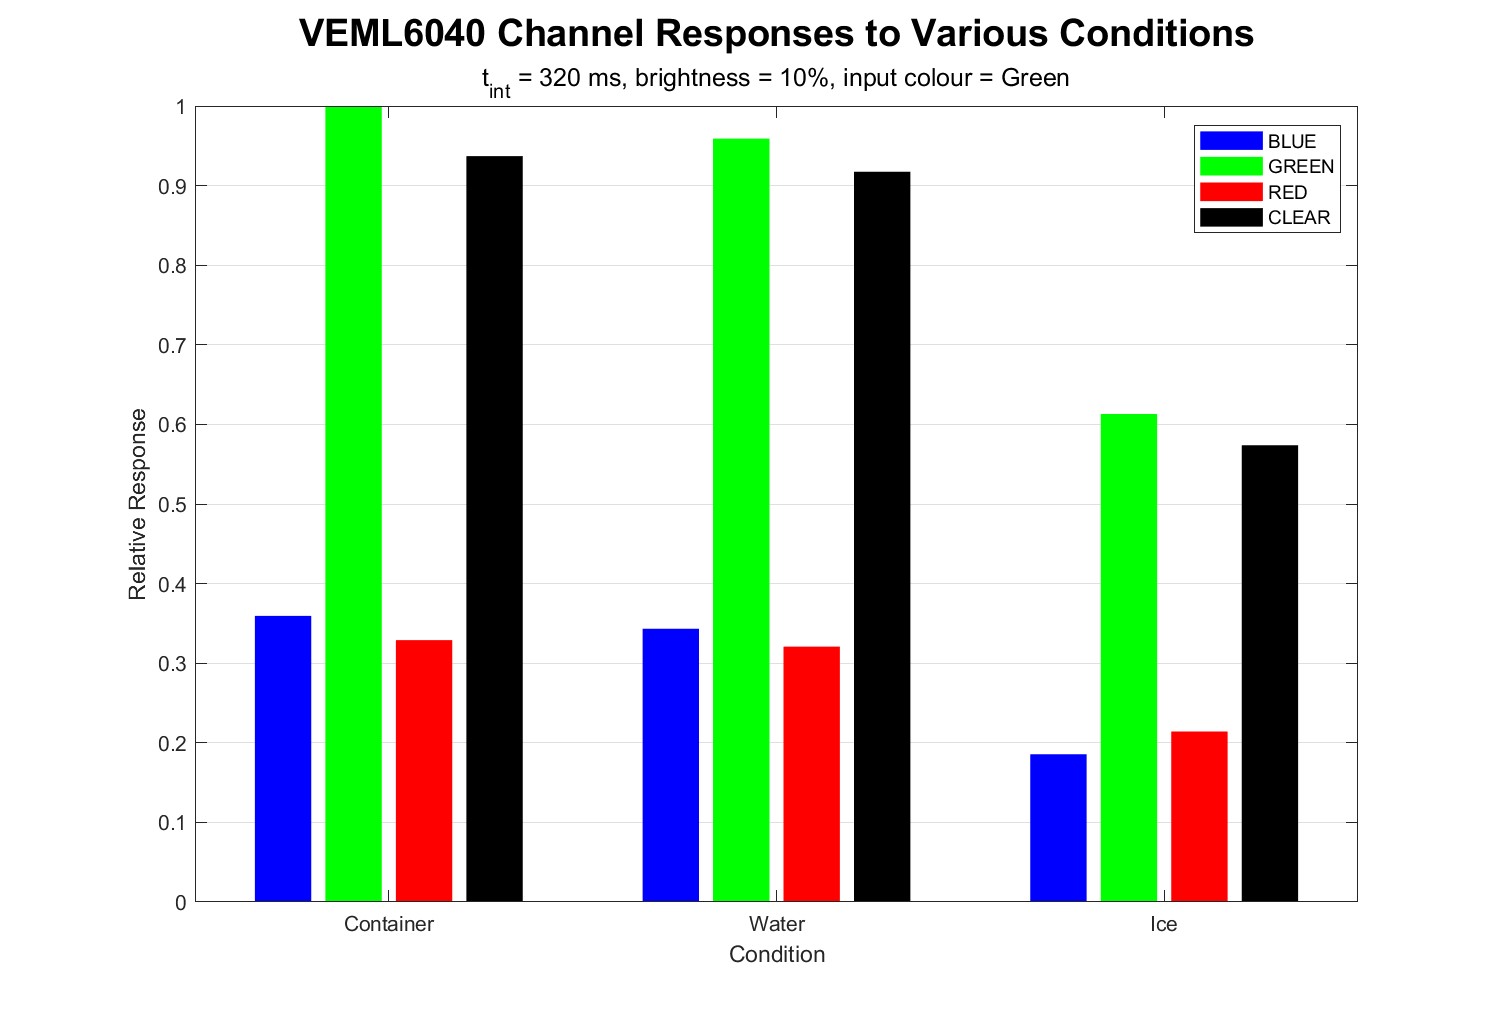 VEML6040 Channel Responses to Various Conditions
t_int = 320 ms, brightness = 10%, input colour = Green
BLUE
GREEN
RED
CLEAR
Relative Response
1
0.9
0.8
0.7
0.6
0.5
0.4
0.3
0.2
0.1
0
Container Water Ice
Condition